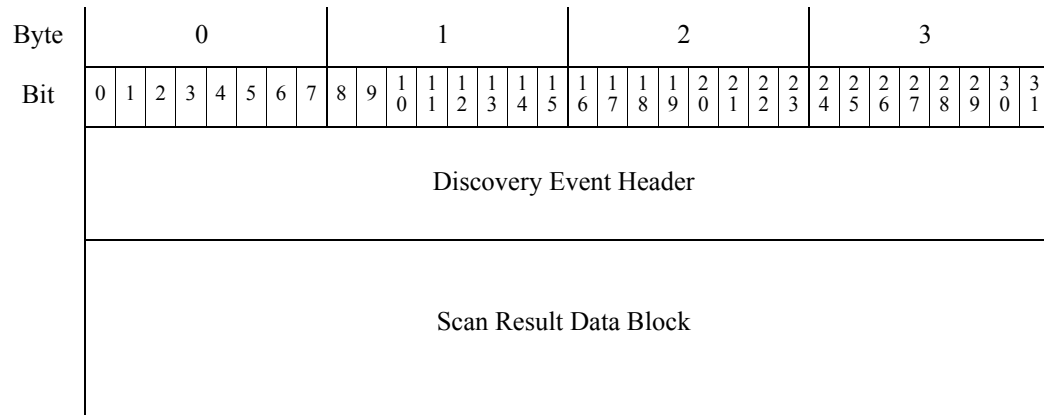 Byte 0 1 2 3
Bit 0 1 2 3 4 5 6 7 8 9 10 11 12 13 14 15 16 17 18 19 20 21 22 23 24 25 26 27 28 29 30 31
Discovery Event Header
Scan Result Data Block